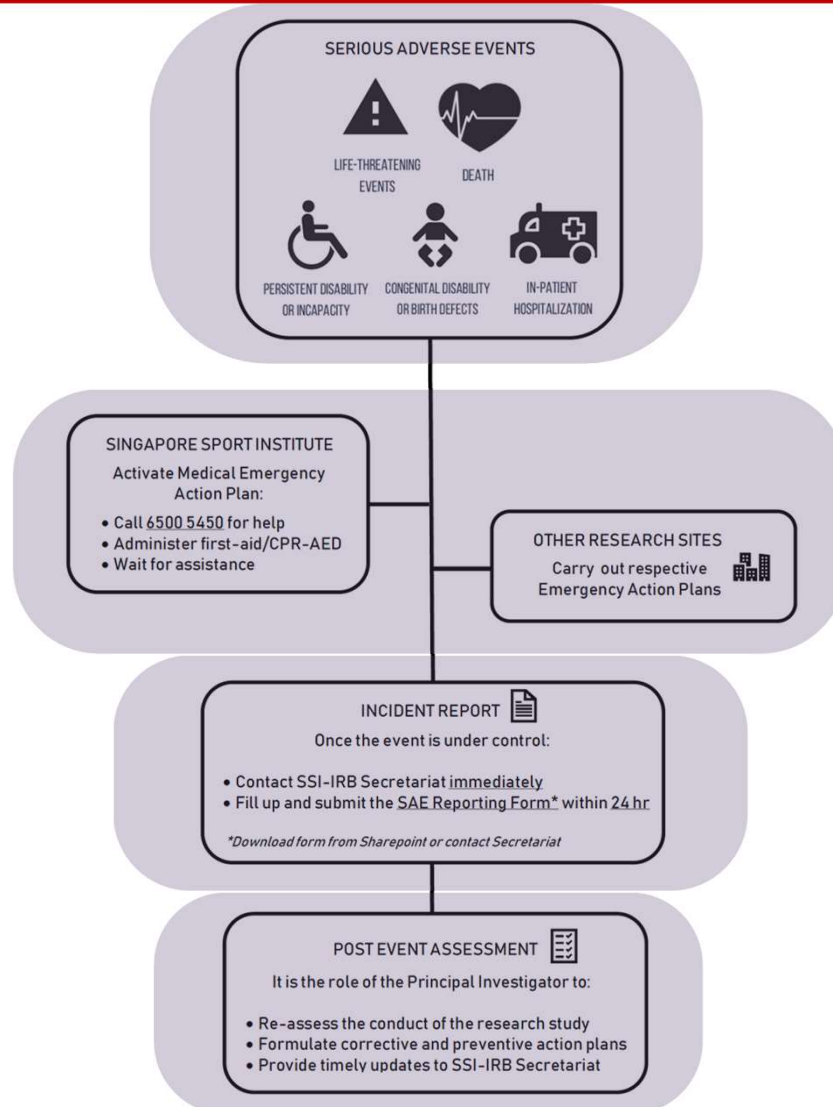 SERIOUS ADVERSE EVENTS
LIFE-THREATENING
EVENTS
DEATH
PERSISTENT DISABILITY
OR INCAPACITY
CONGENITAL DISABILITY
OR BIRTH DEFECTS
IN-PATIENT
HOSPITALIZATION
SINGAPORE SPORT INSTITUTE
Activate Medical Emergency
Action Plan:
• Call 6500 5450 for help
• Administer first-aid/CPR-AED
• Wait for assistance
OTHER RESEARCH SITES
Carry out respective
Emergency Action Plans
INCIDENT REPORT
Once the event is under control:
• Contact SSI-IRB Secretariat immediately
• Fill up and submit the SAE Reporting Form* within 24 hr
*Download form from Sharepoint or contact Secretariat
POST EVENT ASSESSMENT
It is the role of the Principal Investigator to:
• Re-assess the conduct of the research study
• Formulate corrective and preventive action plans
• Provide timely updates to SSI-IRB Secretariat